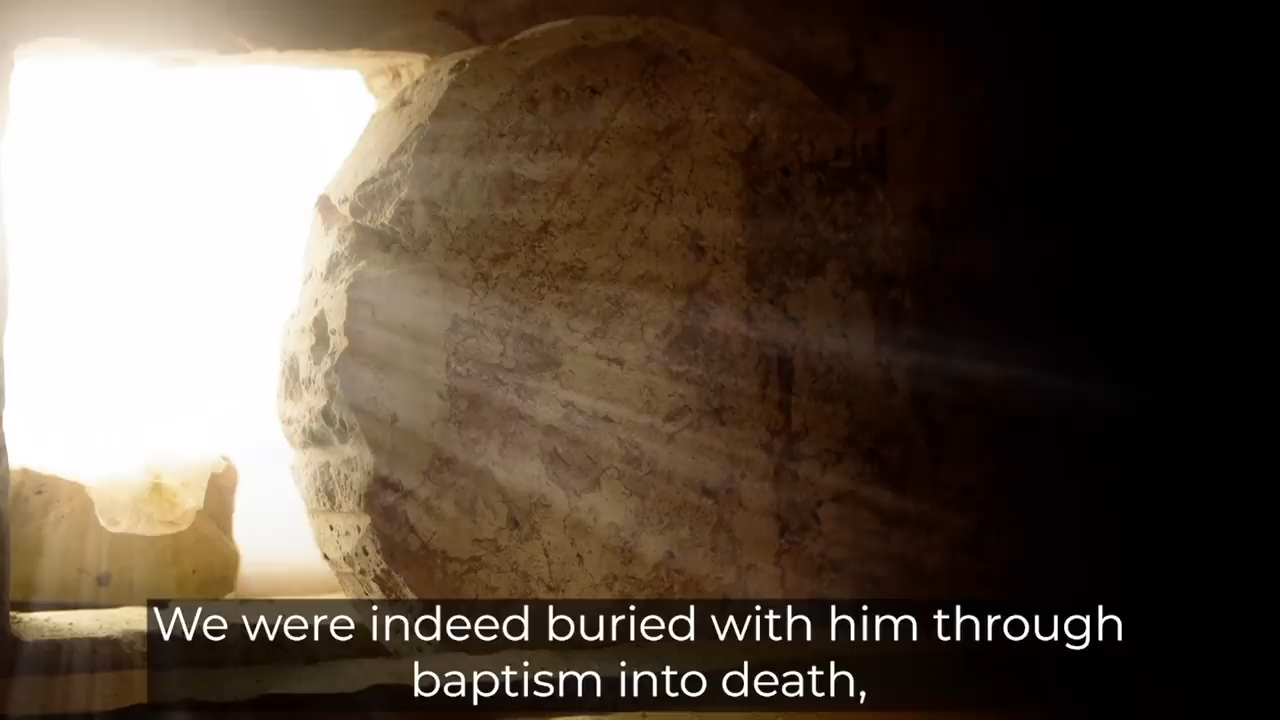 We were indeed buried with him through
baptism into death,